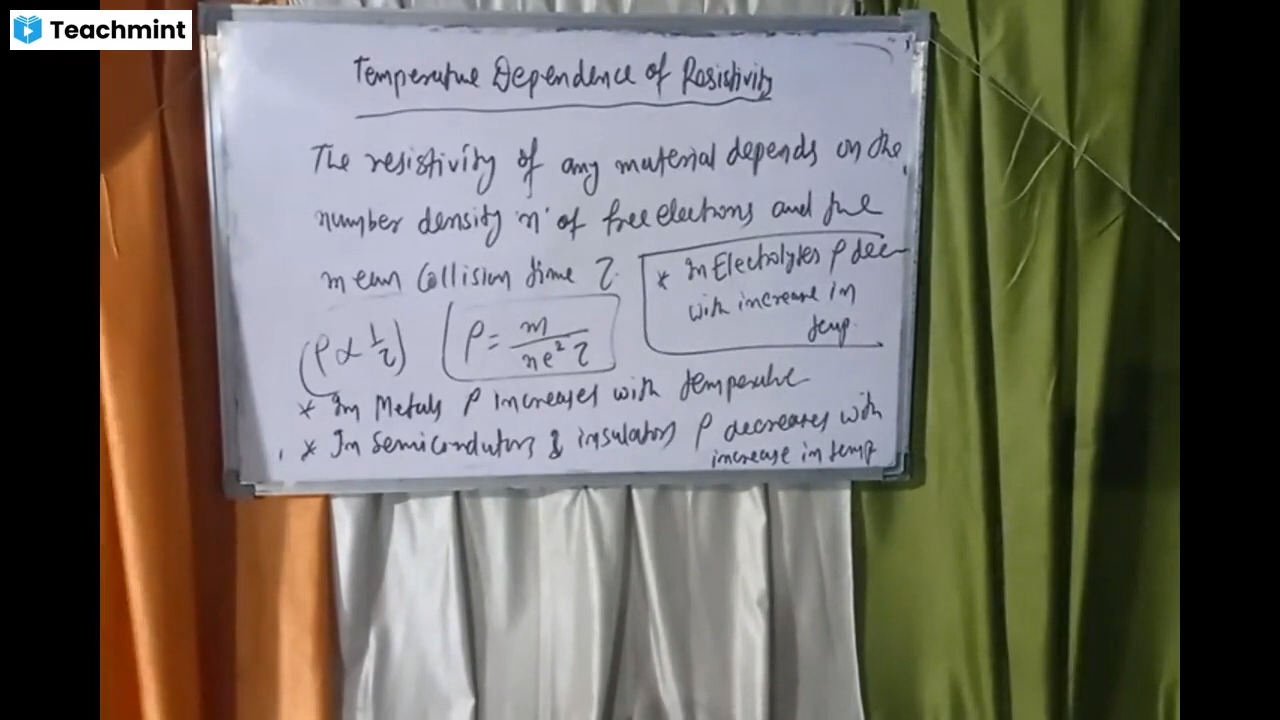 Teachmint
Temperature Dependence of Resistivity
The resistivity of any material depends on the
number density 'n' of free electrons and the
mean collision time τ.
* In Electrolytes ρ dec
with increase in
temp.
(ρ ∝ 1/τ)
ρ = m/ne²τ
* In Metals ρ increases with temperature
* In Semiconductors & insulators ρ decreases with
increase in temp